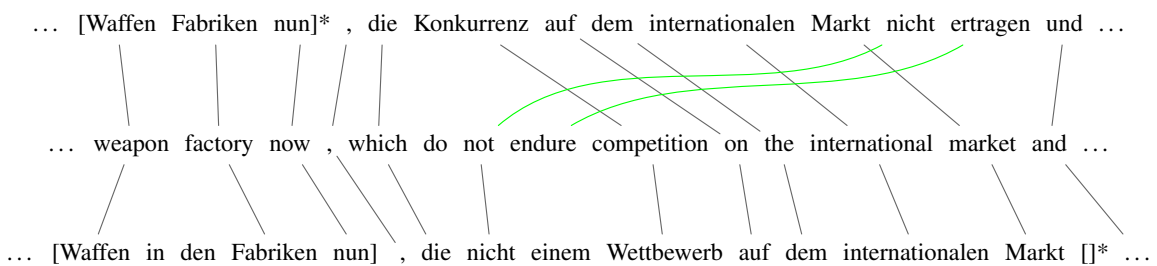 ... [Waffen Fabriken nun]* , die Konkurrenz auf dem internationalen Markt nicht ertragen und ...
... weapon factory now , which do not endure competition on the international market and ...
... [Waffen in den Fabriken nun] , die nicht einem Wettbewerb auf dem internationalen Markt []* ...